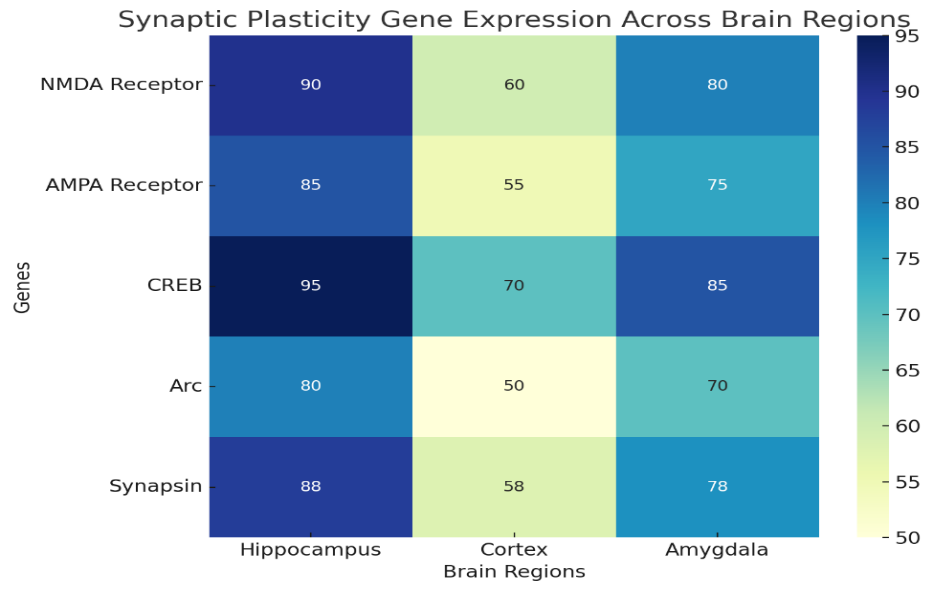 Synaptic Plasticity Gene Expression Across Brain Regions
95
NMDA Receptor 90 60 80
90
AMPA Receptor 85 55 75
85
80
75
Genes
CREB 95 70 85
70
65
Arc 80 50 70
60
Synapsin 88 58 78
55
50
Hippocampus Cortex Amygdala
Brain Regions